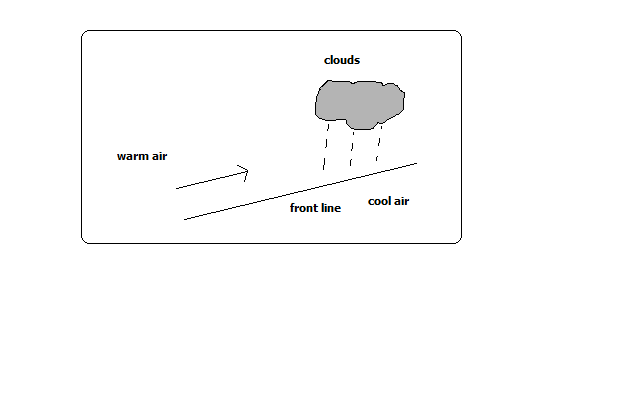 clouds
warm air
front line
cool air